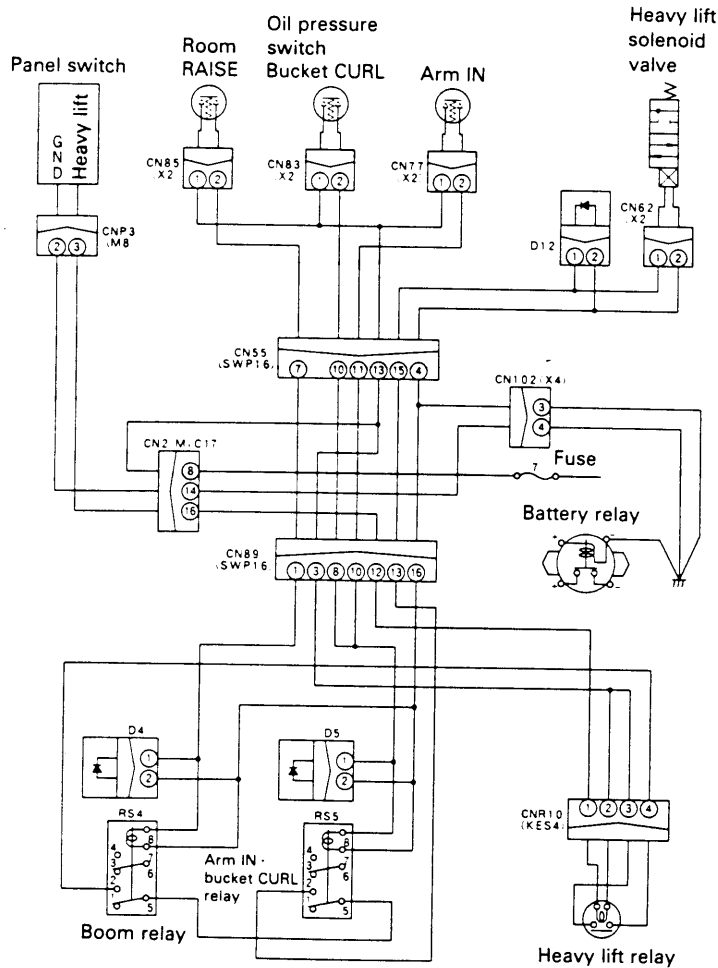 Heavy lift
solenoid
valve
Oil pressure
switch
Bucket CURL
Room
RAISE
Arm IN
Panel switch
GND
Heavy lift
CN85
(X2
1 2
CN83
(X2
1 2
CN77
(X2
1 2
CN62
(X2
1 2
D12
1 2
CNP3
(M8
2 3
CN55
(SWP16)
7 10 11 13 15 4
CN102(X4)
3
4
CN2 M(C17
8
14
16
7
Fuse
Battery relay
+ −
+ −
CN89
(SWP16)
1 3 8 10 12 13 16
D4
1
2
D5
1
2
RS4
8
7
6
5
4
3
2
1
RS5
8
7
6
5
4
3
2
1
Arm IN ·
bucket CURL
relay
Boom relay
CNR10
(KES4)
1 2 3 4
Heavy lift relay